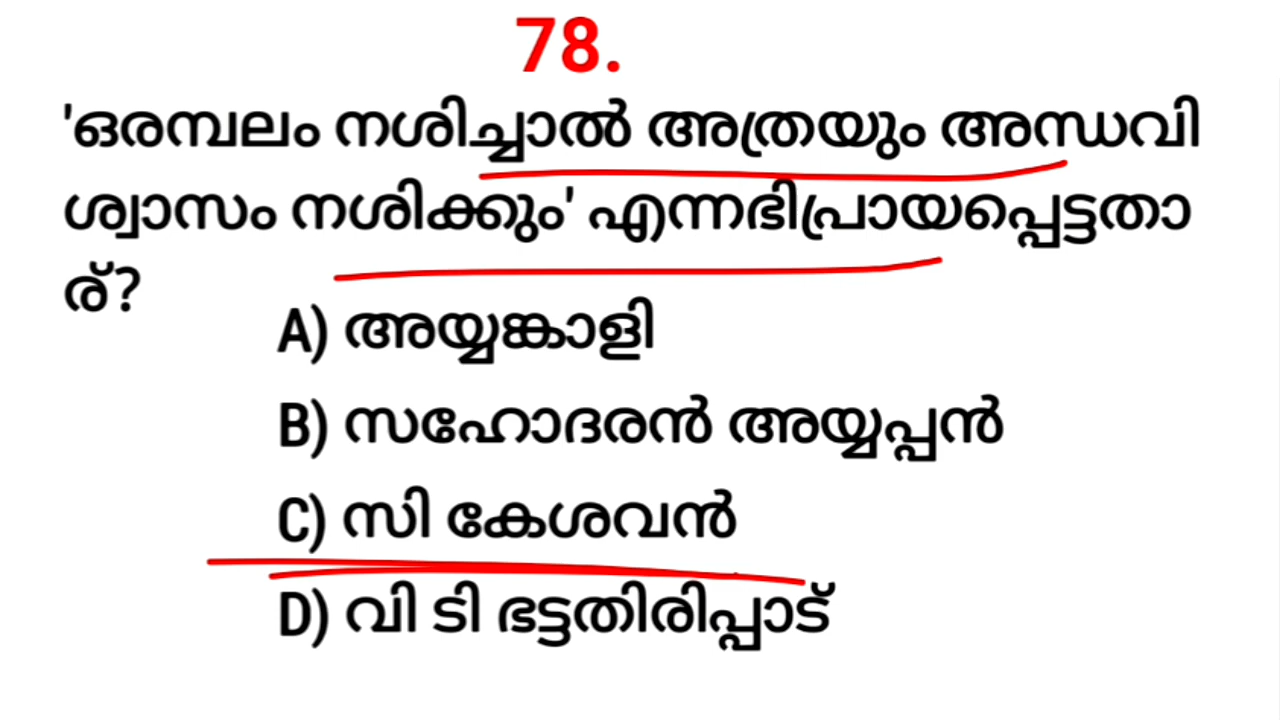 78.
'ഒരമ്പലം നശിച്ചാൽ അത്രയും അന്ധവി
ശ്വാസം നശിക്കും' എന്നഭിപ്രായപ്പെട്ടതാ
ര്?
A) അയ്യങ്കാളി
B) സഹോദരൻ അയ്യപ്പൻ
C) സി കേശവൻ
D) വി ടി ഭട്ടതിരിപ്പാട്